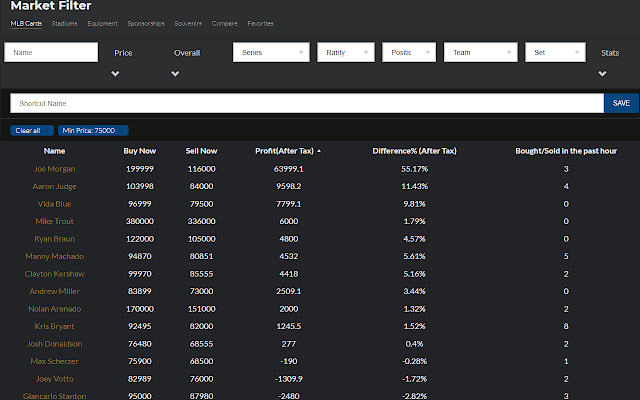 Market Filter
MLB Cards Stadiums Equipment Sponsorships Souvenirs Compare Favorites
Name Price Overall Series Rarity Positic Team Set Stats
Shortcut Name SAVE
Clear all Min Price: 75000
Name Buy Now Sell Now Profit(After Tax) Difference% (After Tax) Bought/Sold in the past hour
Joe Morgan 199999 116000 63999.1 55.17% 3
Aaron Judge 103998 84000 9598.2 11.43% 4
Vida Blue 96999 79500 7799.1 9.81% 0
Mike Trout 380000 336000 6000 1.79% 0
Ryan Braun 122000 105000 4800 4.57% 0
Manny Machado 94870 80851 4532 5.61% 5
Clayton Kershaw 99970 85555 4418 5.16% 2
Andrew Miller 83899 73000 2509.1 3.44% 0
Nolan Arenado 170000 151000 2000 1.32% 2
Kris Bryant 92495 82000 1245.5 1.52% 8
Josh Donaldson 76480 68555 277 0.4% 2
Max Scherzer 75900 68500 -190 -0.28% 1
Joey Votto 82989 76000 -1309.9 -1.72% 2
Giancarlo Stanton 95000 87980 -2480 -2.82% 3